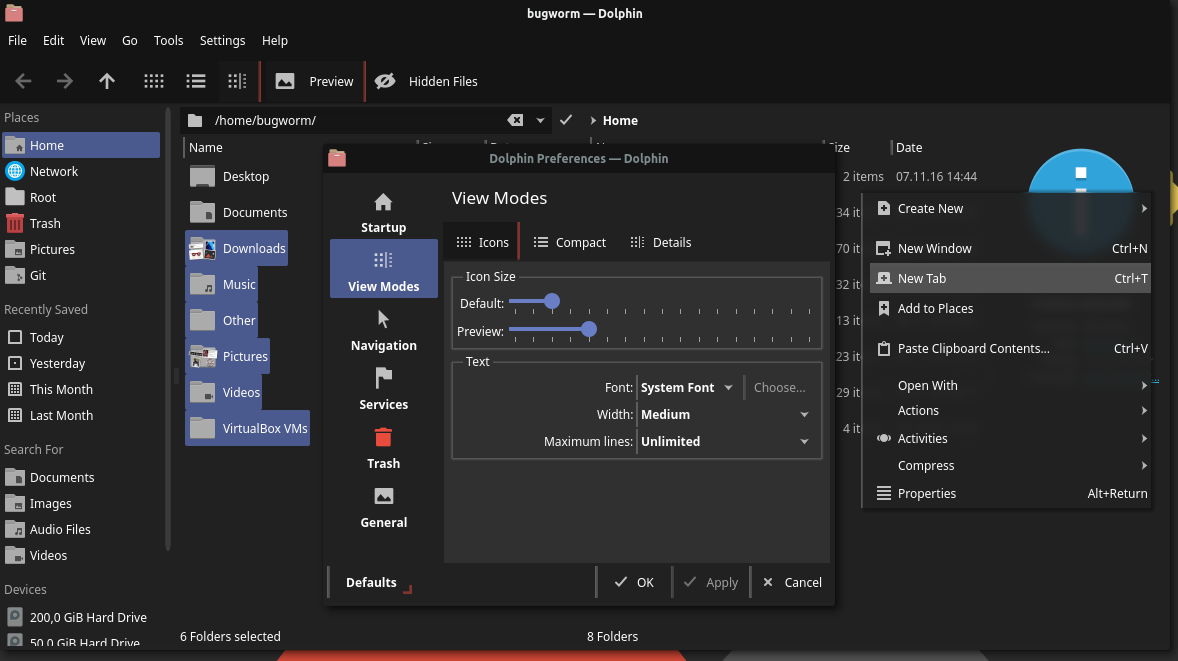 bugworm — Dolphin
File Edit View Go Tools Settings Help
Preview Hidden Files
Places
Home
Network
Root
Trash
Pictures
Git
Recently Saved
Today
Yesterday
This Month
Last Month
Search For
Documents
Images
Audio Files
Videos
Devices
200,0 GiB Hard Drive
50,0 GiB Hard Drive
/home/bugworm/
Home
Name
Size
Date
Desktop
2 items 07.11.16 14:44
Documents
34 it
Downloads
70 it
Music
32 it
Other
13 it
Pictures
23 it
Videos
29 it
VirtualBox VMs
4 it
6 Folders selected
8 Folders
Dolphin Preferences — Dolphin
Startup
View Modes
Navigation
Services
Trash
General
View Modes
Icons Compact Details
Icon Size
Default:
Preview:
Text
Font: System Font Choose...
Width: Medium
Maximum lines: Unlimited
Defaults
OK Apply Cancel
Create New
New Window Ctrl+N
New Tab Ctrl+T
Add to Places
Paste Clipboard Contents... Ctrl+V
Open With
Actions
Activities
Compress
Properties Alt+Return